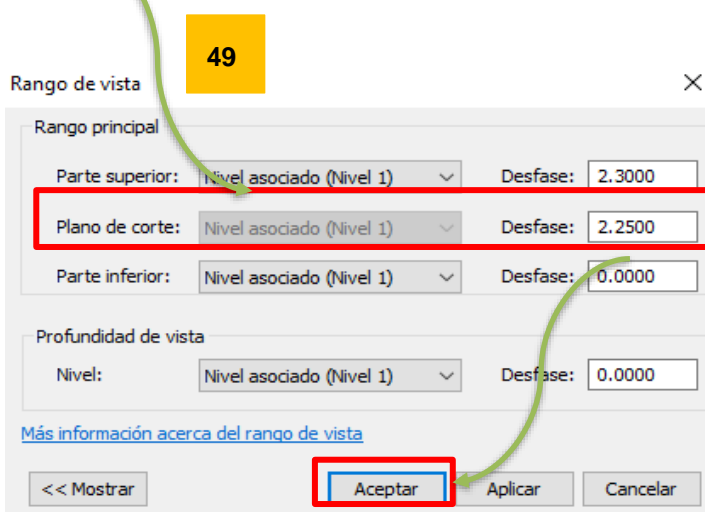 49
Rango de vista
Rango principal
Parte superior: Nivel asociado (Nivel 1) Desfase: 2.3000
Plano de corte: Nivel asociado (Nivel 1) Desfase: 2.2500
Parte inferior: Nivel asociado (Nivel 1) Desfase: 0.0000
Profundidad de vista
Nivel: Nivel asociado (Nivel 1) Desfase: 0.0000
Más información acerca del rango de vista
<< Mostrar Aceptar Aplicar Cancelar